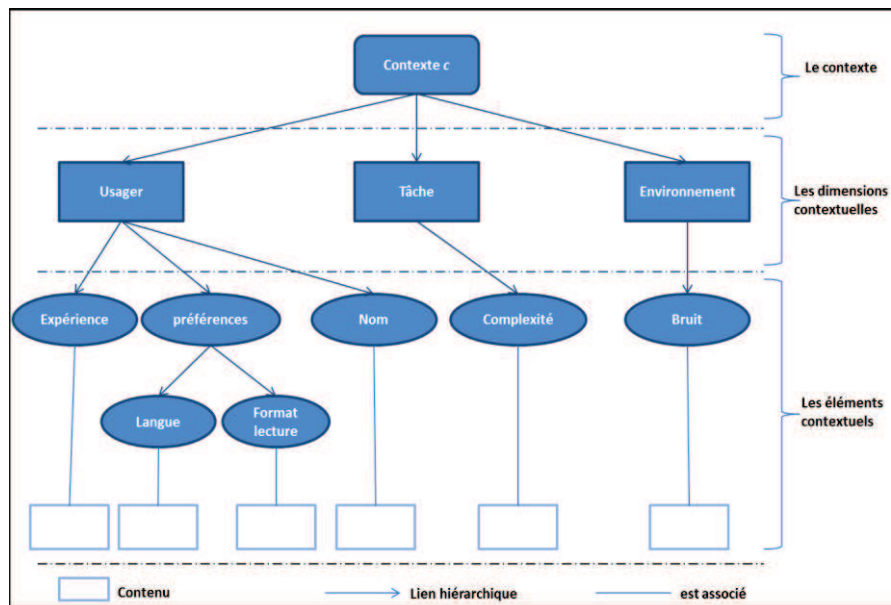 Contexte c
Le contexte
Usager
Tâche
Environnement
Les dimensions
contextuelles
Expérience
préférences
Nom
Complexité
Bruit
Langue
Format
lecture
Les éléments
contextuels
Contenu
Lien hiérarchique
est associé